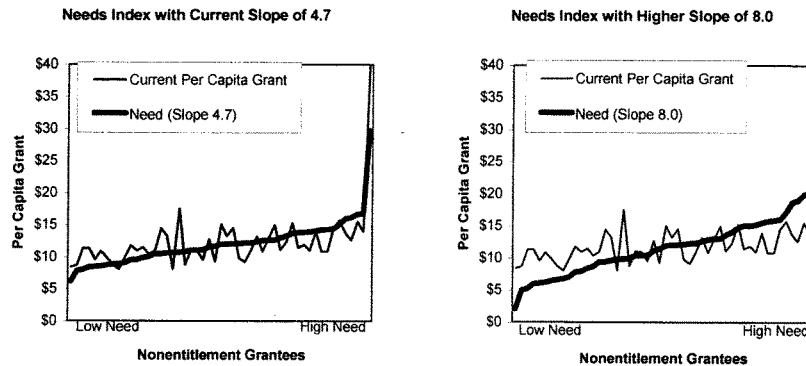 Needs Index with Current Slope of 4.7
$40
$35
$30
$25
$20
$15
$10
$5
$0
Per Capita Grant
Current Per Capita Grant
Need (Slope 4.7)
Low Need
High Need
Nonentitlement Grantees
Needs Index with Higher Slope of 8.0
$40
$35
$30
$25
$20
$15
$10
$5
$0
Per Capita Grant
Current Per Capita Grant
Need (Slope 8.0)
Low Need
High Need
Nonentitlement Grantees